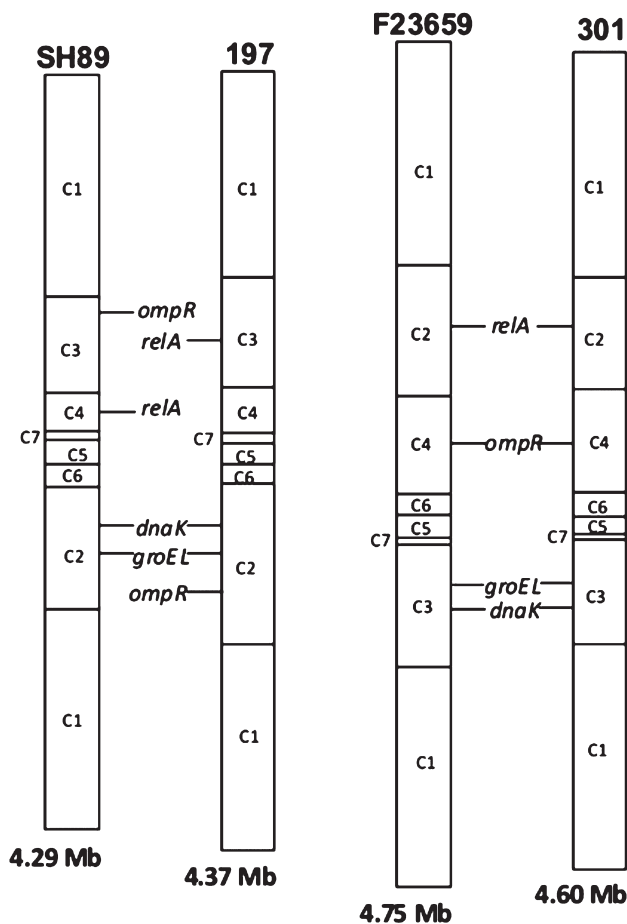 SH89
C1
C3
C4
C7
C5
C6
C2
C1
4.29 Mb
ompR
relA
relA
dnaK
groEL
ompR
197
C1
C3
C4
C7
C5
C6
C2
C1
4.37 Mb
F23659
C1
C2
C4
C6
C5
C7
C3
C1
4.75 Mb
relA
ompR
groEL
dnaK
301
C1
C2
C4
C6
C5
C7
C3
C1
4.60 Mb